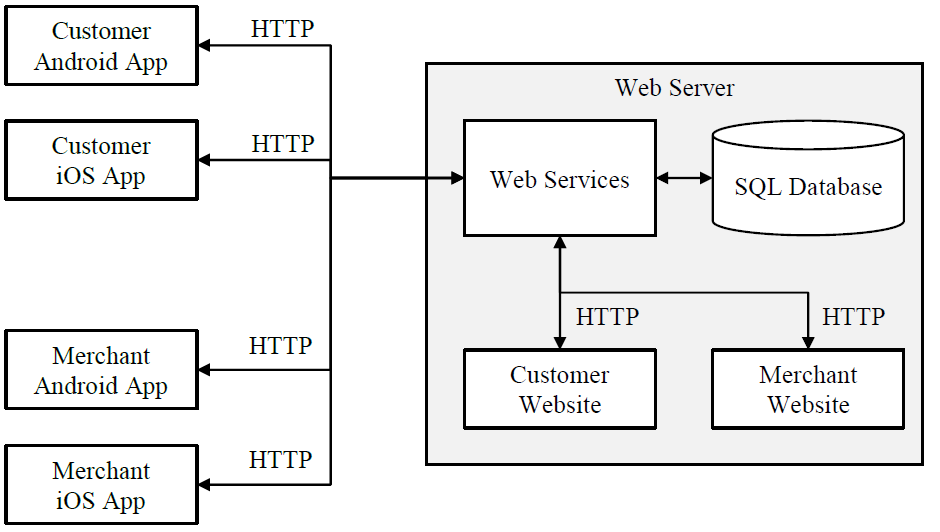 Customer
Android App
HTTP
Customer
iOS App
HTTP
Merchant
Android App
HTTP
Merchant
iOS App
HTTP
Web Server
Web Services
SQL Database
HTTP
HTTP
Customer
Website
Merchant
Website